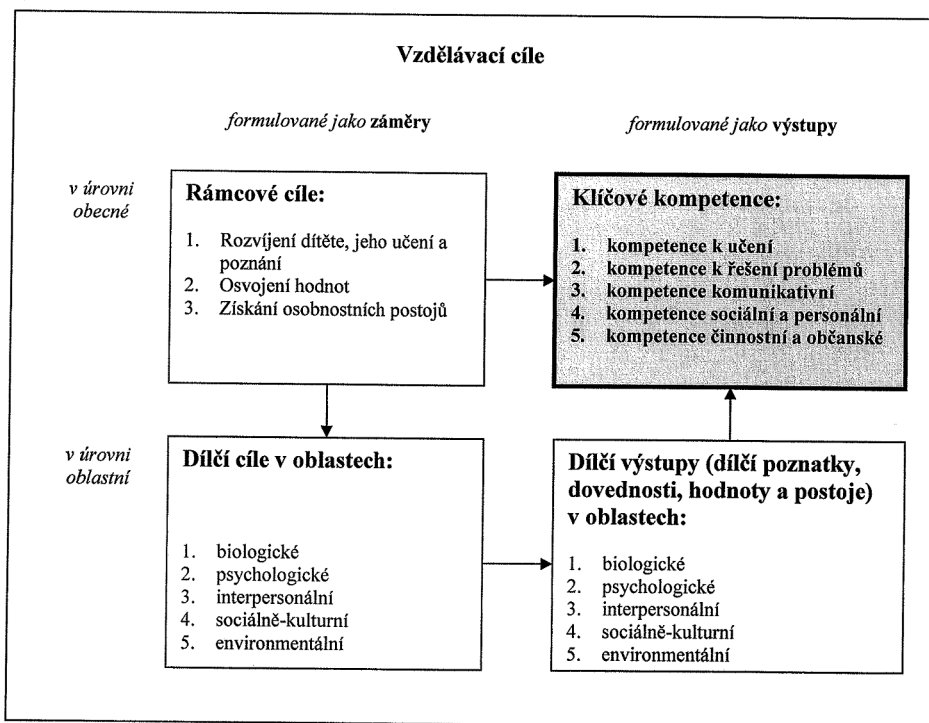 Vzdělávací cíle
formulované jako záměry
formulované jako výstupy
v úrovni
obecné
Rámcové cíle:
1. Rozvíjení dítěte, jeho učení a
poznání
2. Osvojení hodnot
3. Získání osobnostních postojů
Klíčové kompetence:
1. kompetence k učení
2. kompetence k řešení problémů
3. kompetence komunikativní
4. kompetence sociální a personální
5. kompetence činnostní a občanské
v úrovni
oblastní
Dílčí cíle v oblastech:
1. biologické
2. psychologické
3. interpersonální
4. sociálně-kulturní
5. environmentální
Dílčí výstupy (dílčí poznatky,
dovednosti, hodnoty a postoje)
v oblastech:
1. biologické
2. psychologické
3. interpersonální
4. sociálně-kulturní
5. environmentální